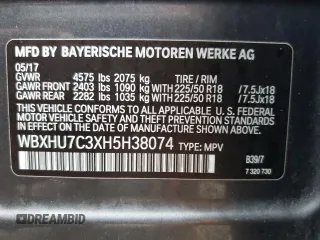 MFD BY BAYERISCHE MOTOREN WERKE AG
05/17
GVWR 4575 lbs 2075 kg TIRE / RIM
GAWR FRONT 2403 lbs 1090 kg 225/50 R18 /7.5Jx18
GAWR REAR 2282 lbs 1035 kg 225/50 R18 /7.5Jx18
THIS VEHICLE CONFORMS TO ALL APPLICABLE U.S. FEDERAL
MOTOR VEHICLE SAFETY, BUMPER, AND THEFT PREVENTION
STANDARDS IN EFFECT ON THE DATE OF MANUFACTURE SHOWN ABOVE.
WBXHU7C3XH5H38074 TYPE: MPV
B39/7
7 320 730